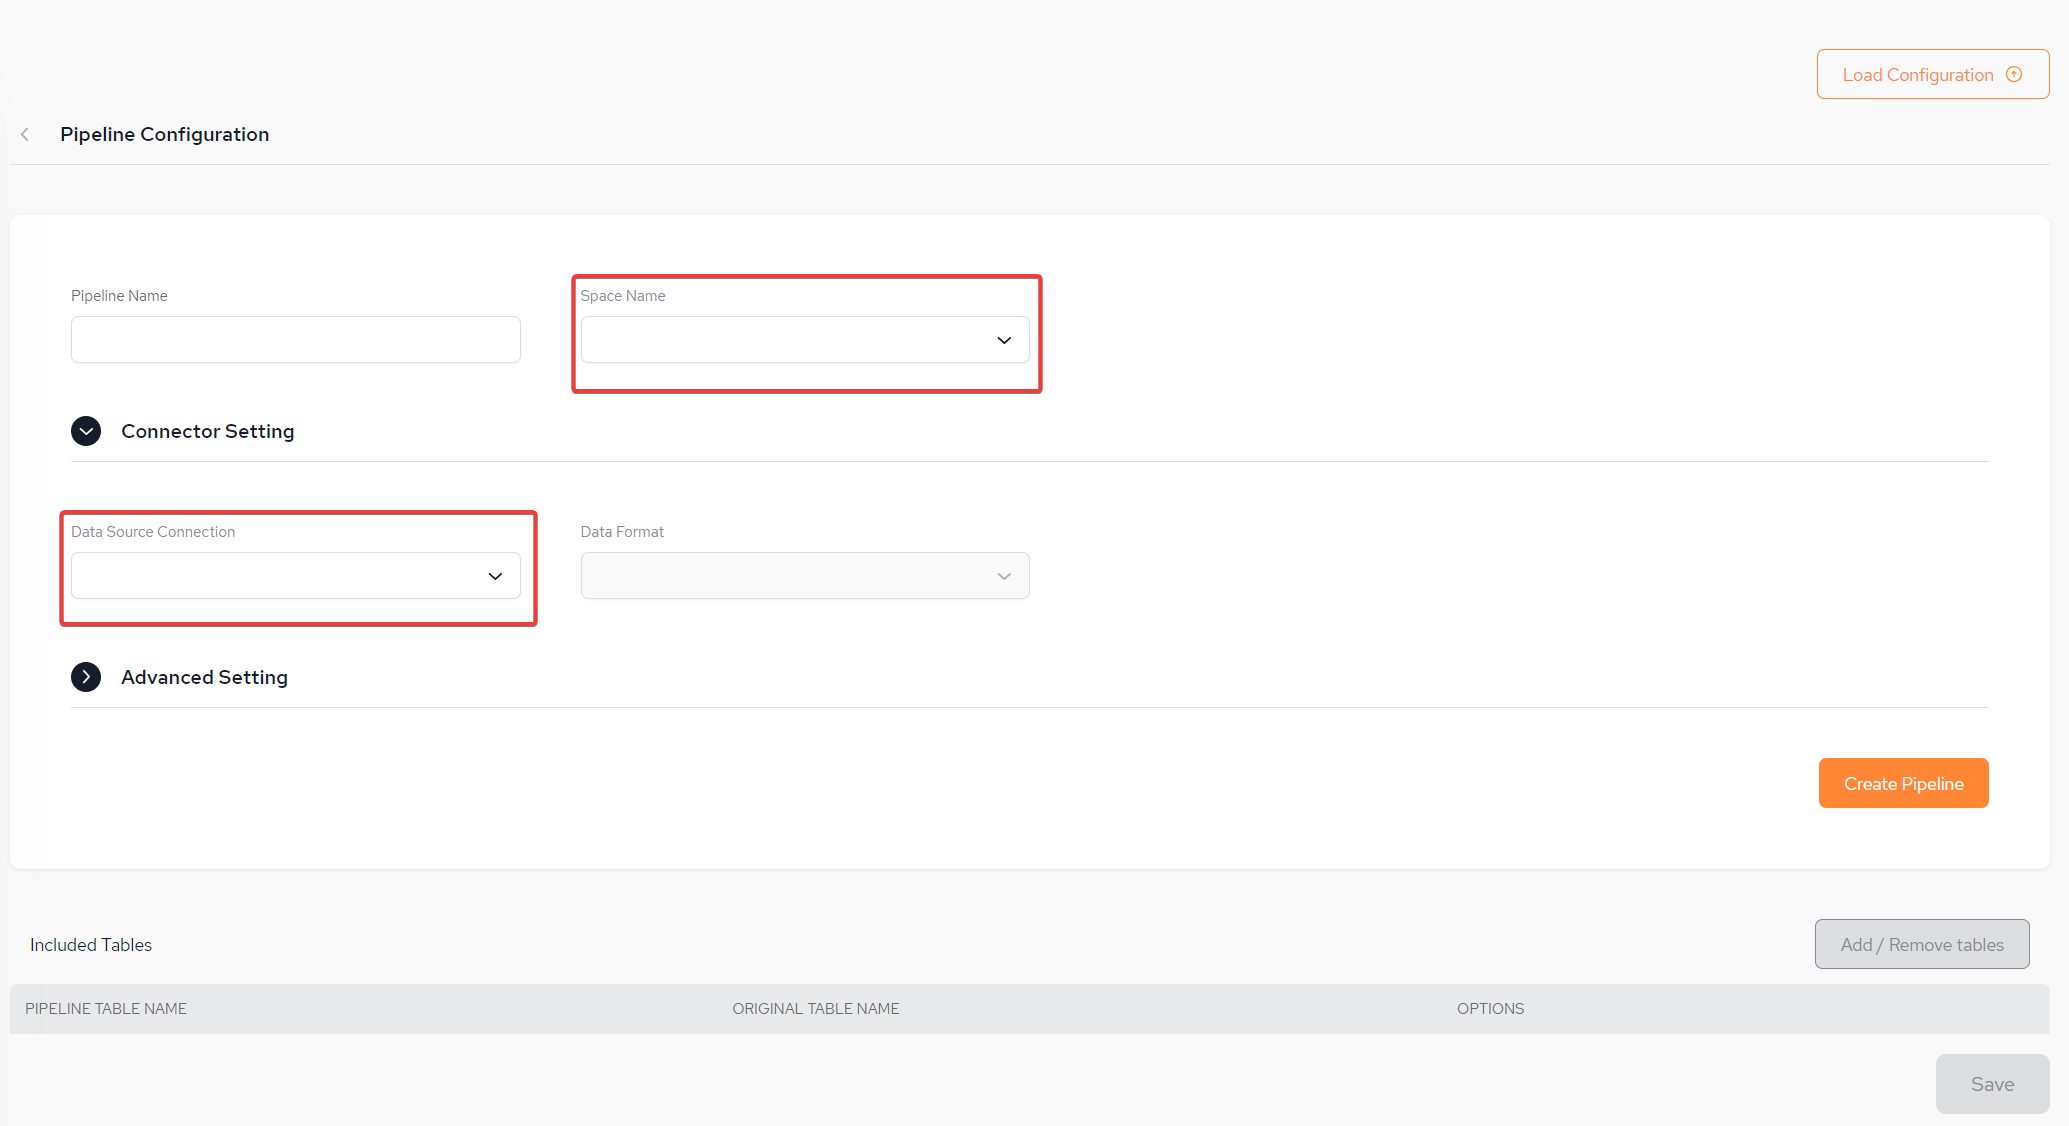 Load Configuration
Pipeline Configuration
Pipeline Name
Space Name
Connector Setting
Data Source Connection
Data Format
Advanced Setting
Create Pipeline
Included Tables
Add / Remove tables
PIPELINE TABLE NAME
ORIGINAL TABLE NAME
OPTIONS
Save